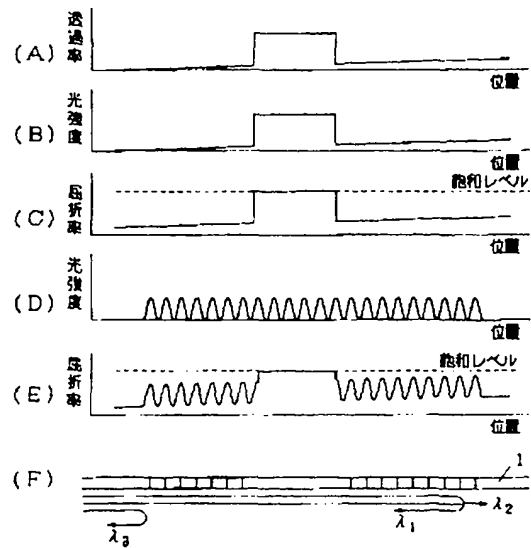 (A)
透過率
位置
(B)
光強度
位置
(C)
屈折率
飽和レベル
位置
(D)
光強度
位置
(E)
屈折率
飽和レベル
位置
(F)
1
λ2
λ1
λ3